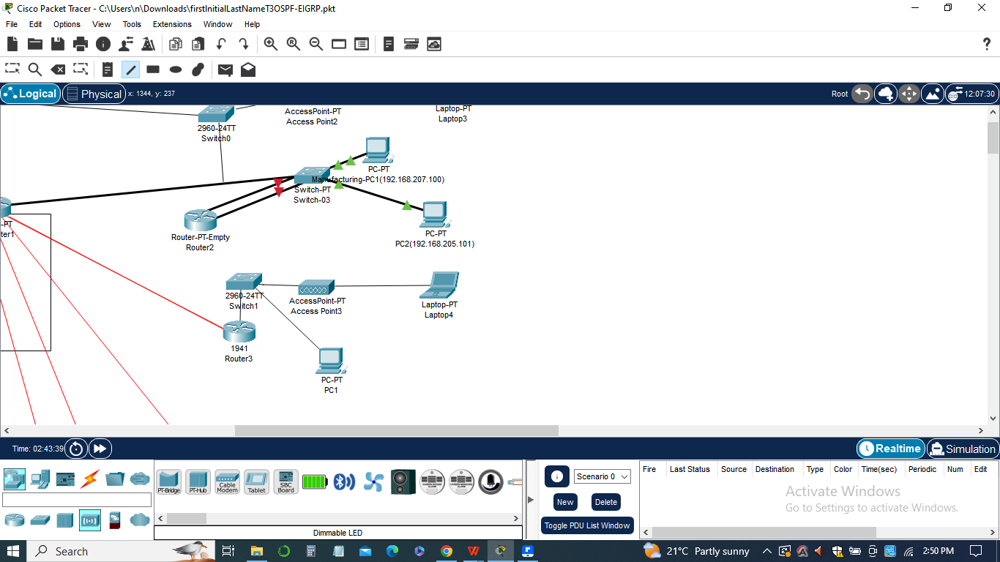 Cisco Packet Tracer - C:\Users\n\Downloads\firstInitialLastNameT3OSPF-EIGRP.pkt
File Edit Options View Tools Extensions Window Help
Logical Physical x: 1344, y: 237 Root 12:07:30
AccessPoint-PT
Access Point2
Laptop-PT
Laptop3
2960-24TT
Switch0
PC-PT
Manufacturing-PC1(192.168.207.100)
Switch-PT
Switch-03
-PT
ter1
Router-PT-Empty
Router2
PC-PT
PC2(192.168.205.101)
2960-24TT
Switch1
AccessPoint-PT
Access Point3
Laptop-PT
Laptop4
1941
Router3
PC-PT
PC1
Time: 02:43:39 Realtime Simulation
PT-Bridge PT-Hub Cable Modem Tablet SBC Board
Dimmable LED
Scenario 0
New Delete
Toggle PDU List Window
Fire Last Status Source Destination Type Color Time(sec) Periodic Num Edit
Activate Windows
Go to Settings to activate Windows.
Search 21°C Partly sunny 2:50 PM